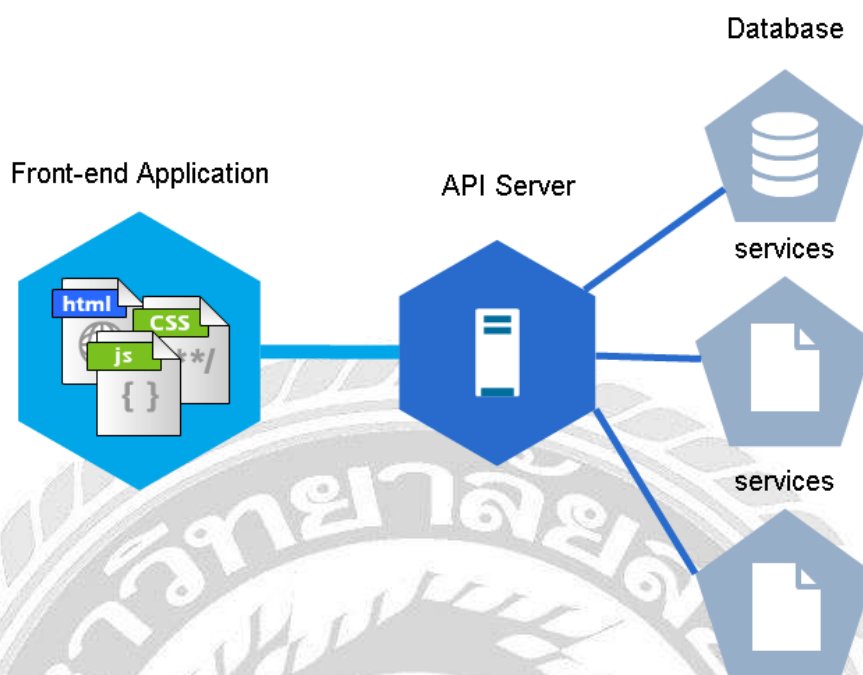 Database
Front-end Application
API Server
services
html
CSS
js
**/
{ }
services